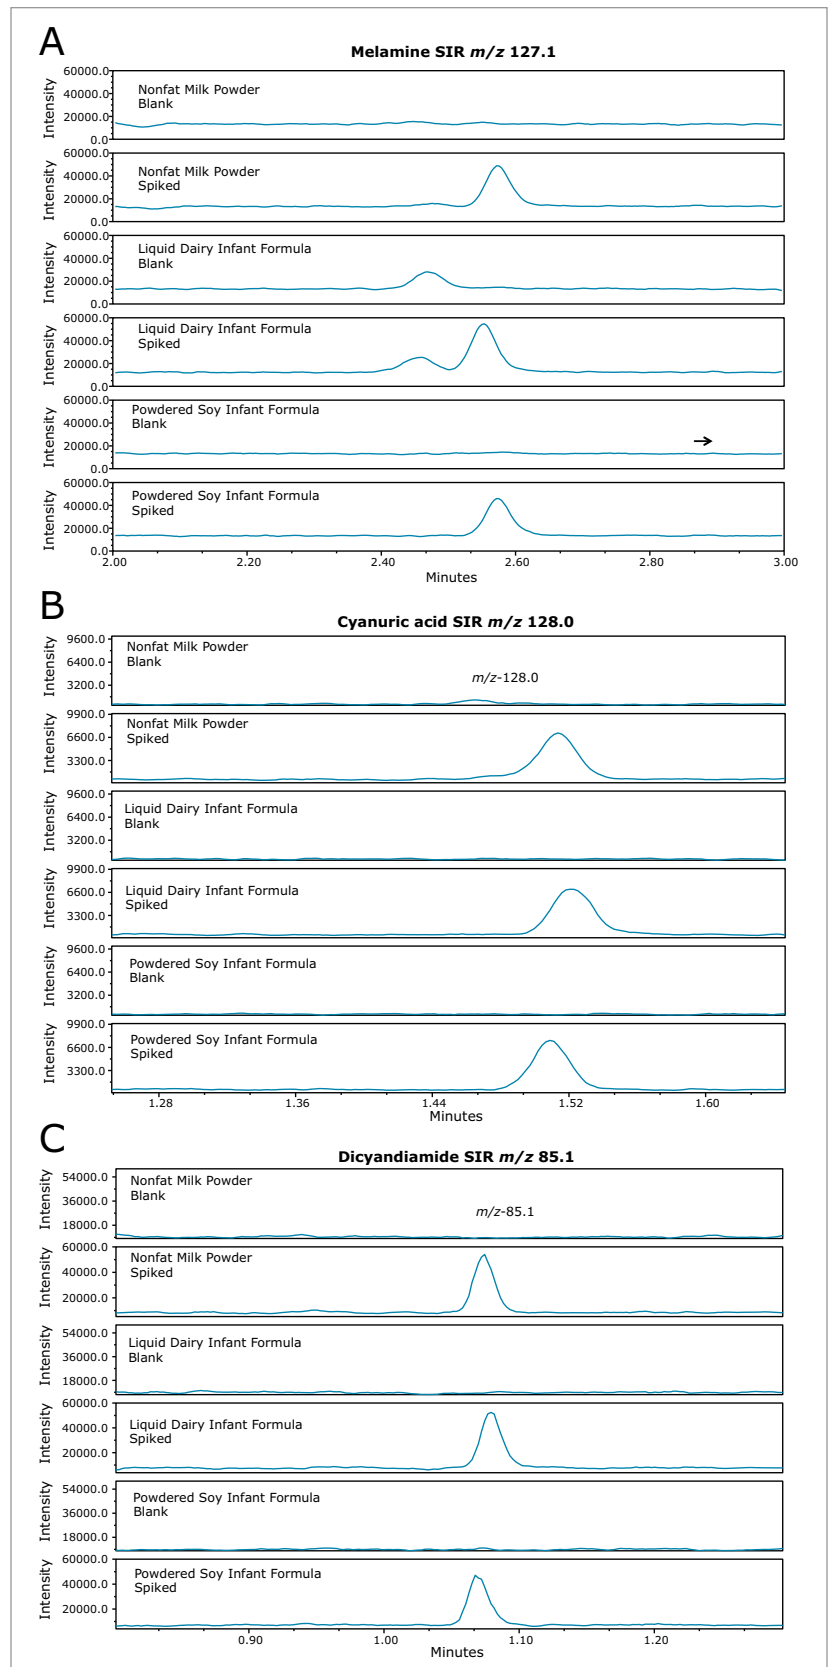 A
Melamine SIR m/z 127.1
Intensity
60000.0
40000.0
20000.0
0.0
Nonfat Milk Powder
Blank
Intensity
60000.0
40000.0
20000.0
0.0
Nonfat Milk Powder
Spiked
Intensity
60000.0
40000.0
20000.0
0.0
Liquid Dairy Infant Formula
Blank
Intensity
60000.0
40000.0
20000.0
0.0
Liquid Dairy Infant Formula
Spiked
Intensity
60000.0
40000.0
20000.0
0.0
Powdered Soy Infant Formula
Blank
Intensity
60000.0
40000.0
20000.0
0.0
Powdered Soy Infant Formula
Spiked
2.00 2.20 2.40 2.60 2.80 3.00
Minutes
B
Cyanuric acid SIR m/z 128.0
Intensity
9600.0
6400.0
3200.0
Nonfat Milk Powder
Blank
m/z-128.0
Intensity
9900.0
6600.0
3300.0
Nonfat Milk Powder
Spiked
Intensity
9600.0
6400.0
3200.0
Liquid Dairy Infant Formula
Blank
Intensity
9900.0
6600.0
3300.0
Liquid Dairy Infant Formula
Spiked
Intensity
9600.0
6400.0
3200.0
Powdered Soy Infant Formula
Blank
Intensity
9900.0
6600.0
3300.0
Powdered Soy Infant Formula
Spiked
1.28 1.36 1.44 1.52 1.60
Minutes
C
Dicyandiamide SIR m/z 85.1
Intensity
54000.0
36000.0
18000.0
Nonfat Milk Powder
Blank
m/z-85.1
Intensity
60000.0
40000.0
20000.0
Nonfat Milk Powder
Spiked
Intensity
54000.0
36000.0
18000.0
Liquid Dairy Infant Formula
Blank
Intensity
60000.0
40000.0
20000.0
Liquid Dairy Infant Formula
Spiked
Intensity
54000.0
36000.0
18000.0
Powdered Soy Infant Formula
Blank
Intensity
60000.0
40000.0
20000.0
Powdered Soy Infant Formula
Spiked
0.90 1.00 1.10 1.20
Minutes